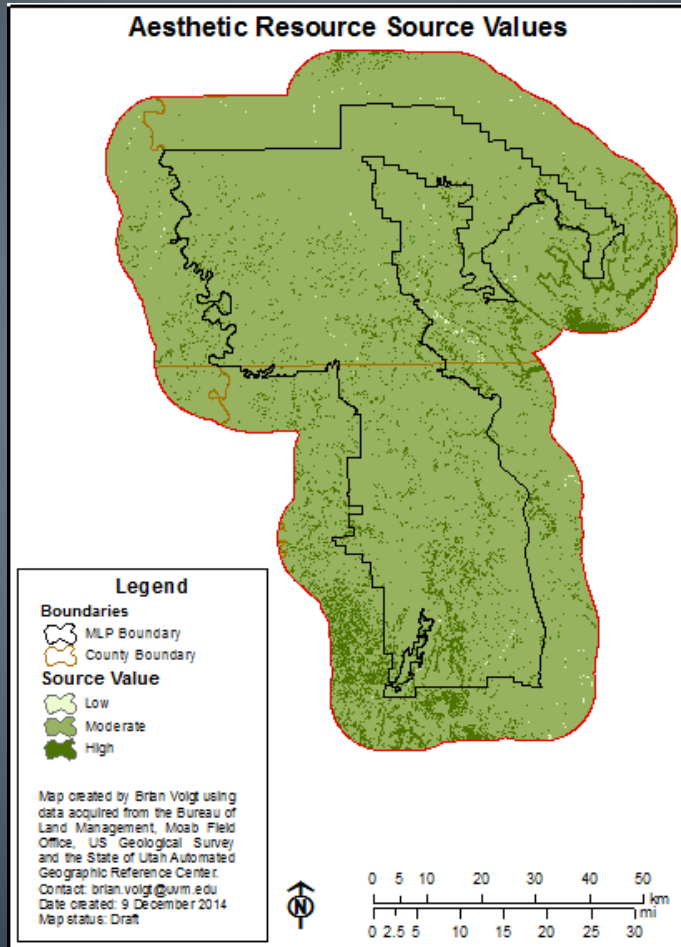 Aesthetic Resource Source Values
Legend
Boundaries
MLP Boundary
County Boundary
Source Value
Low
Moderate
High
Map created by Brian Voigt using
data acquired from the Bureau of
Land Management, Moab Field
Office, US Geological Survey
and the State of Utah Automated
Geographic Reference Center.
Contact: brian.voigt@uvm.edu
Date created: 9 December 2014
Map status: Draft
N
0 5 10 20 30 40 50
km
mi
0 2.5 5 10 15 20 25 30